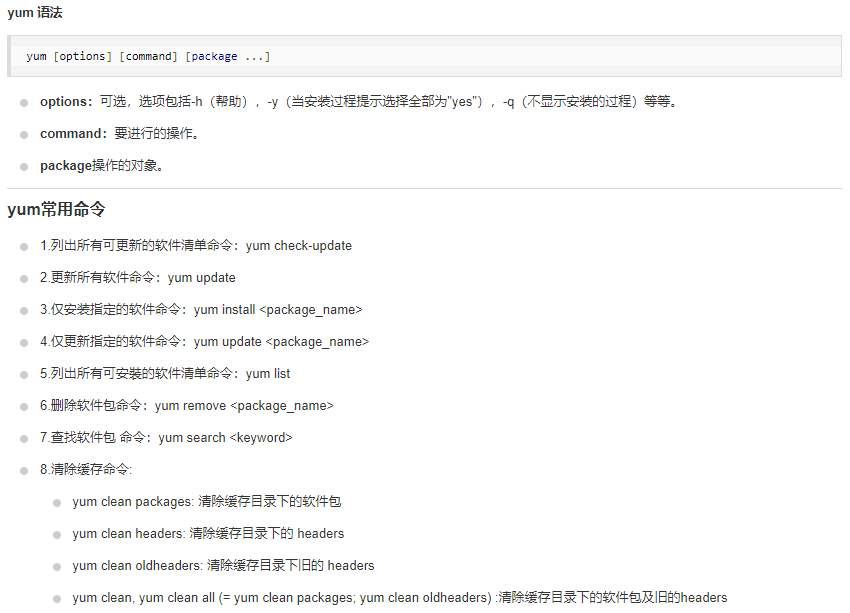 yum 语法
yum [options] [command] [package ...]
options：可选，选项包括-h（帮助），-y（当安装过程提示选择全部为"yes"），-q（不显示安装的过程）等等。
command：要进行的操作。
package操作的对象。
yum常用命令
1.列出所有可更新的软件清单命令：yum check-update
2.更新所有软件命令：yum update
3.仅安装指定的软件命令：yum install <package_name>
4.仅更新指定的软件命令：yum update <package_name>
5.列出所有可安裝的软件清单命令：yum list
6.删除软件包命令：yum remove <package_name>
7.查找软件包 命令：yum search <keyword>
8.清除缓存命令:
yum clean packages: 清除缓存目录下的软件包
yum clean headers: 清除缓存目录下的 headers
yum clean oldheaders: 清除缓存目录下旧的 headers
yum clean, yum clean all (= yum clean packages; yum clean oldheaders) :清除缓存目录下的软件包及旧的headers